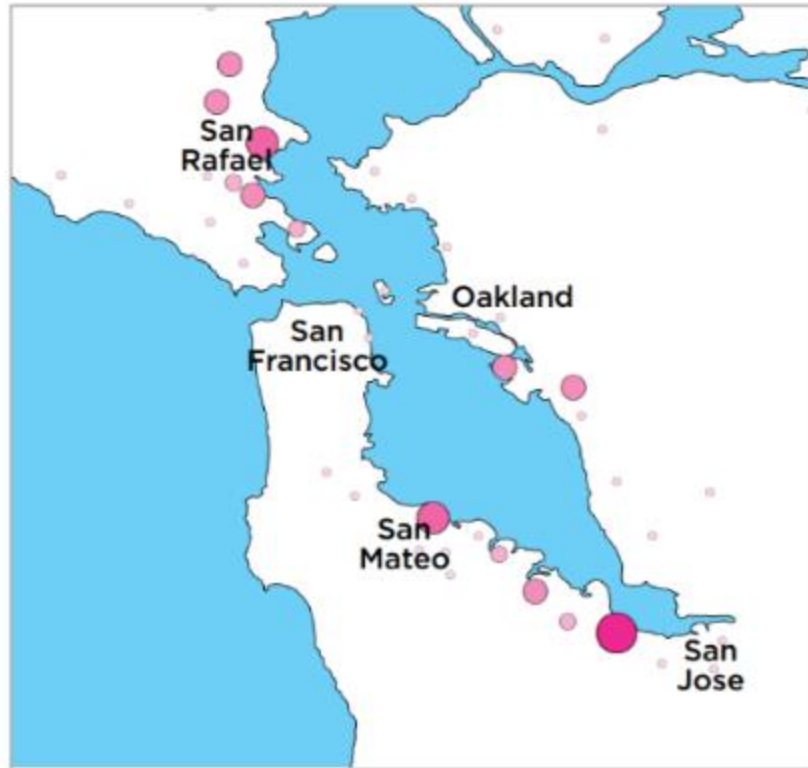 San
Rafael
Oakland
San
Francisco
San
Mateo
San
Jose